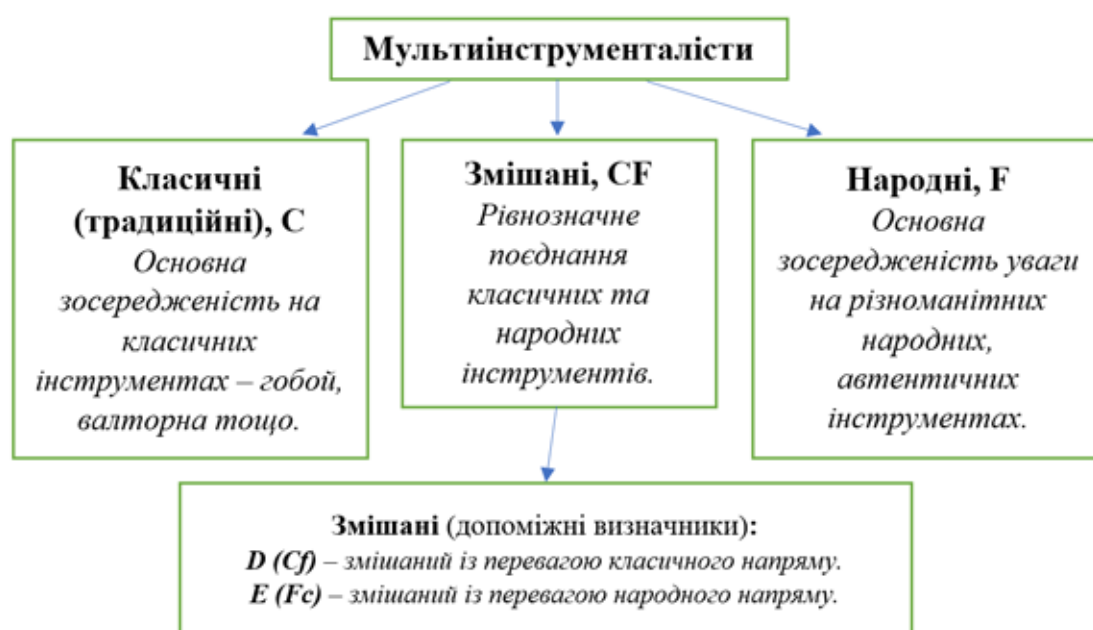 Мультиінструменталісти
Класичні
(традиційні), C
Основна
зосередженість на
класичних
інструментах – гобой,
валторна тощо.
Змішані, CF
Рівнозначне
поєднання
класичних та
народних
інструментів.
Народні, F
Основна
зосередженість уваги
на різноманітних
народних,
автентичних
інструментах.
Змішані (допоміжні визначники):
D (Cf) – змішаний із перевагою класичного напряму.
E (Fc) – змішаний із перевагою народного напряму.